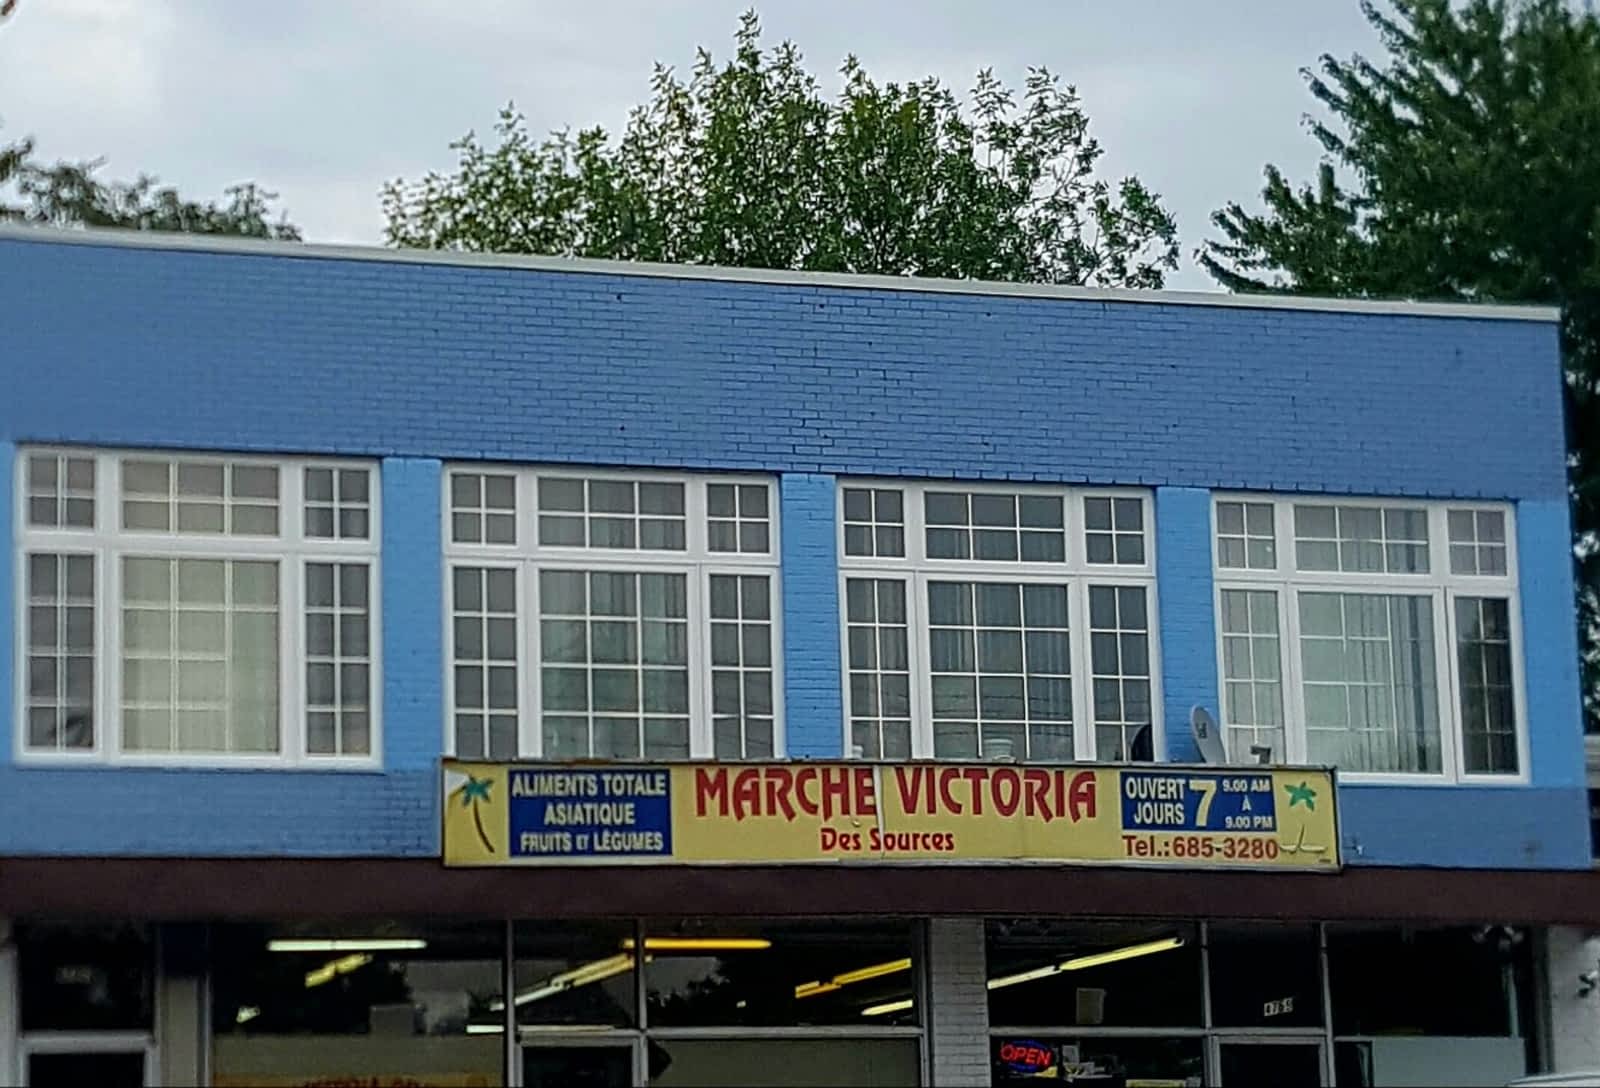 ALIMENTS TOTALE
ASIATIQUE
FRUITS ET LÉGUMES
MARCHE VICTORIA
Des Sources
OUVERT 7 JOURS
9.00 AM
À
9.00 PM
Tel.:685-3280
4765
OPEN